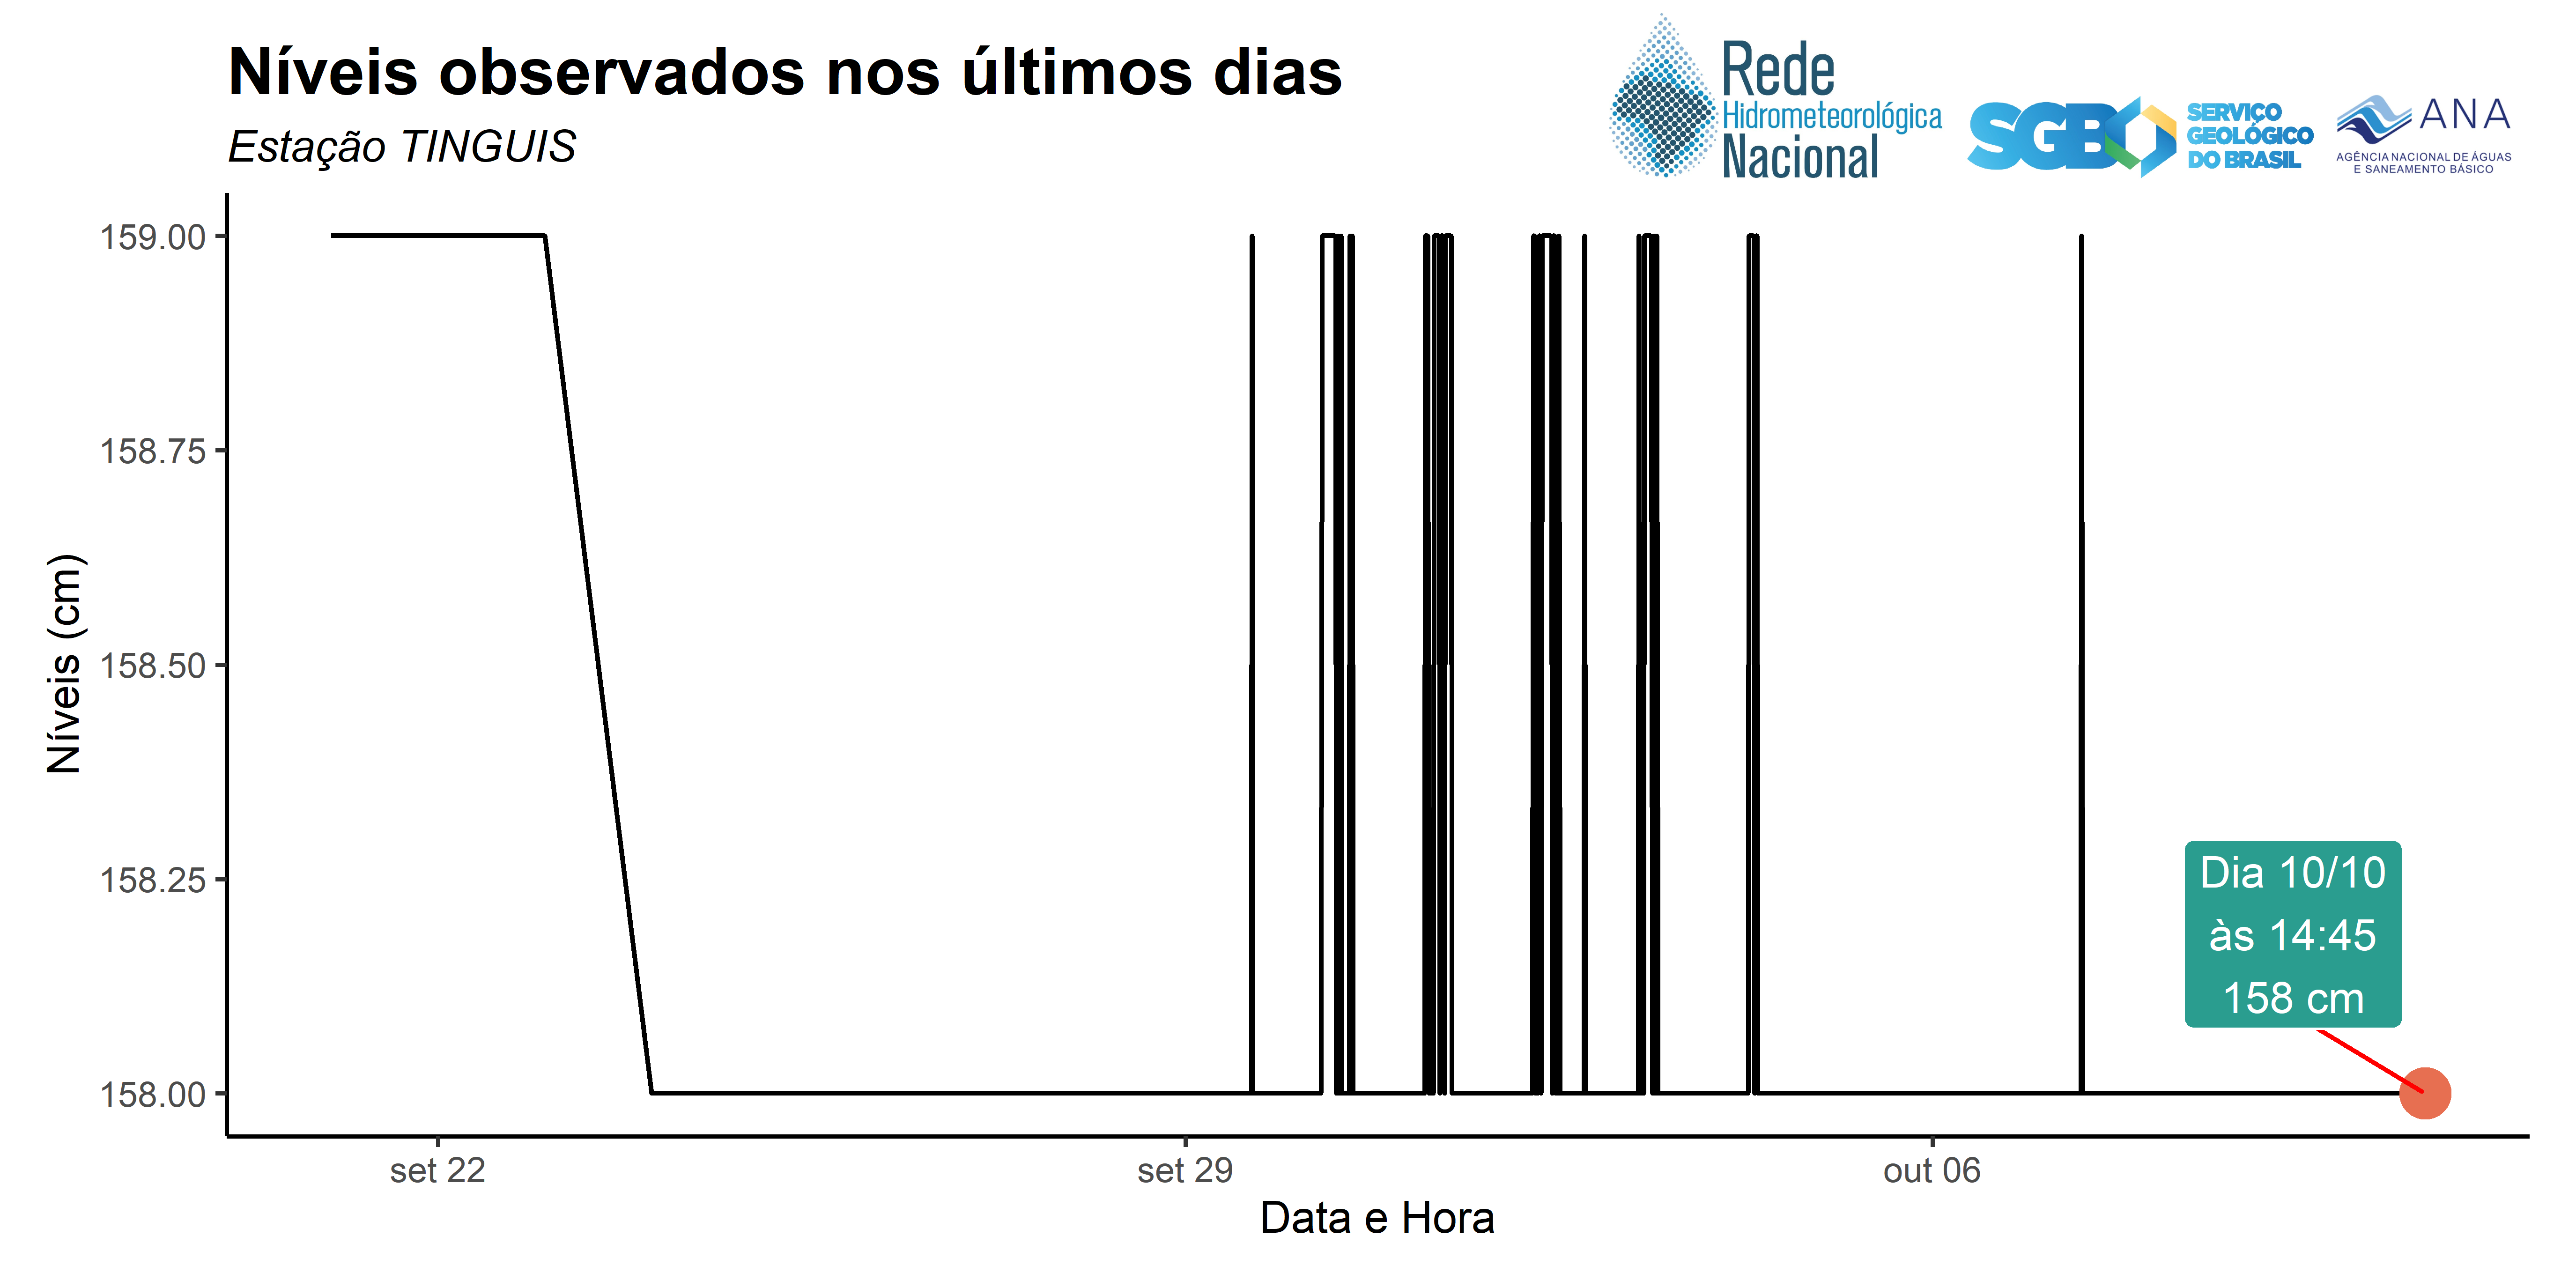 Níveis observados nos últimos dias
Estação TINGUIS
Rede
Hidrometeorológica
Nacional
SGB
SERVIÇO
GEOLÓGICO
DO BRASIL
ANA
AGÊNCIA NACIONAL DE ÁGUAS
E SANEAMENTO BÁSICO
Níveis (cm)
159.00
158.75
158.50
158.25
158.00
Dia 10/10
às 14:45
158 cm
set 22
set 29
out 06
Data e Hora